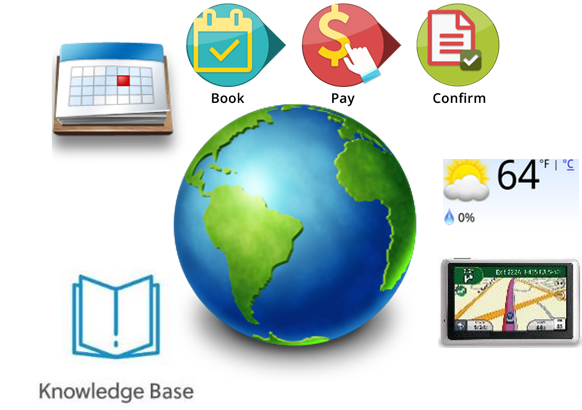 Book Pay Confirm
64 °F | °C
0%
Knowledge Base